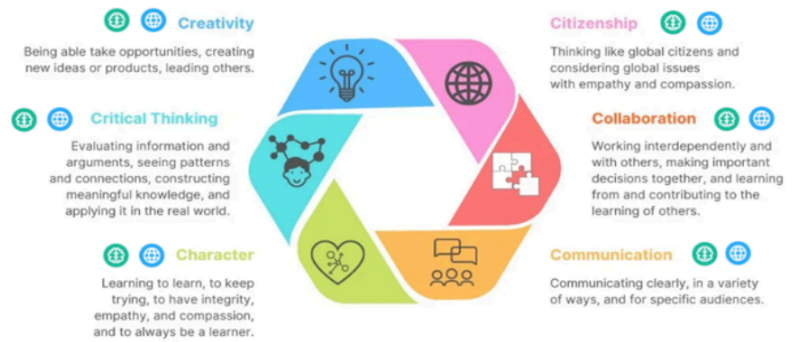 Creativity
Being able take opportunities, creating
new ideas or products, leading others.
Critical Thinking
Evaluating information and
arguments, seeing patterns
and connections, constructing
meaningful knowledge, and
applying it in the real world.
Character
Learning to learn, to keep
trying, to have integrity,
empathy, and compassion,
and to always be a learner.
Citizenship
Thinking like global citizens and
considering global issues
with empathy and compassion.
Collaboration
Working interdependently and
with others, making important
decisions together, and learning
from and contributing to the
learning of others.
Communication
Communicating clearly, in a variety
of ways, and for specific audiences.